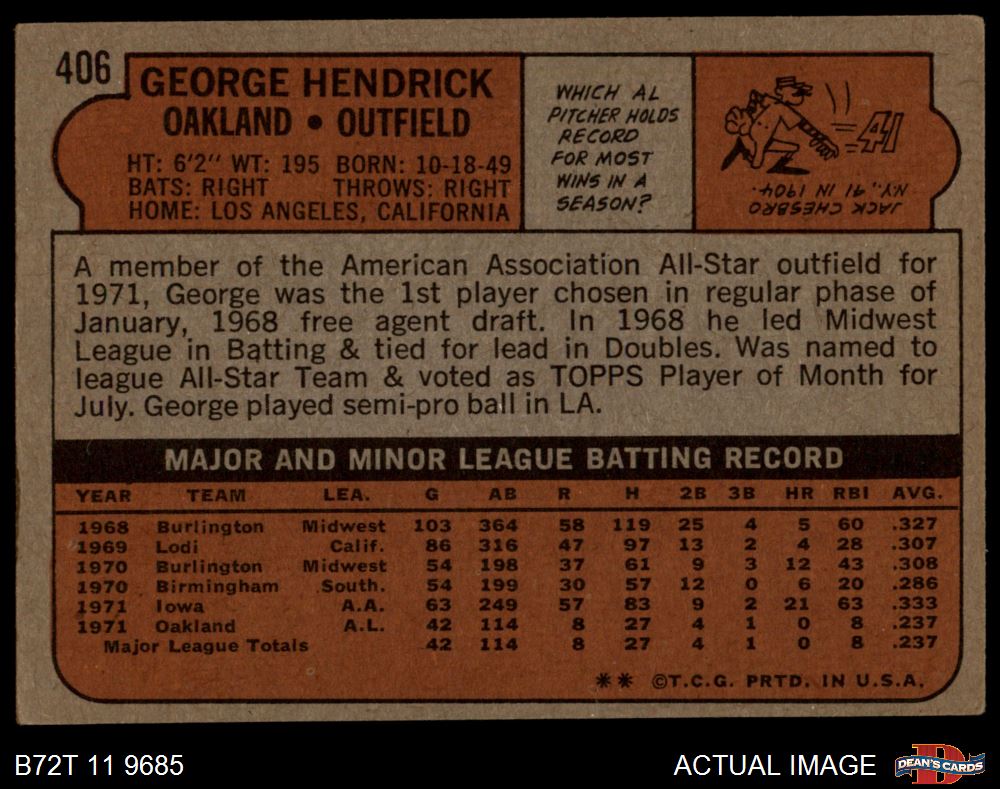 406
GEORGE HENDRICK
OAKLAND • OUTFIELD
HT: 6'2" WT: 195 BORN: 10-18-49
BATS: RIGHT THROWS: RIGHT
HOME: LOS ANGELES, CALIFORNIA
WHICH AL
PITCHER HOLDS
RECORD
FOR MOST
WINS IN A
SEASON?
41
JACK CHESBRO
N.Y., 41 IN 1904.
A member of the American Association All-Star outfield for
1971, George was the 1st player chosen in regular phase of
January, 1968 free agent draft. In 1968 he led Midwest
League in Batting & tied for lead in Doubles. Was named to
league All-Star Team & voted as TOPPS Player of Month for
July. George played semi-pro ball in LA.
MAJOR AND MINOR LEAGUE BATTING RECORD
YEAR TEAM LEA. G AB R H 2B 3B HR RBI AVG.
1968 Burlington Midwest 103 364 58 119 25 4 5 60 .327
1969 Lodi Calif. 86 316 47 97 13 2 4 28 .307
1970 Burlington Midwest 54 198 37 61 9 3 12 43 .308
1970 Birmingham South. 54 199 30 57 12 0 6 20 .286
1971 Iowa A.A. 63 249 57 83 9 2 21 63 .333
1971 Oakland A.L. 42 114 8 27 4 1 0 8 .237
Major League Totals 42 114 8 27 4 1 0 8 .237
** ©T.C.G. PRTD. IN U.S.A.
B72T 11 9685
ACTUAL IMAGE
D
DEAN'S CARDS